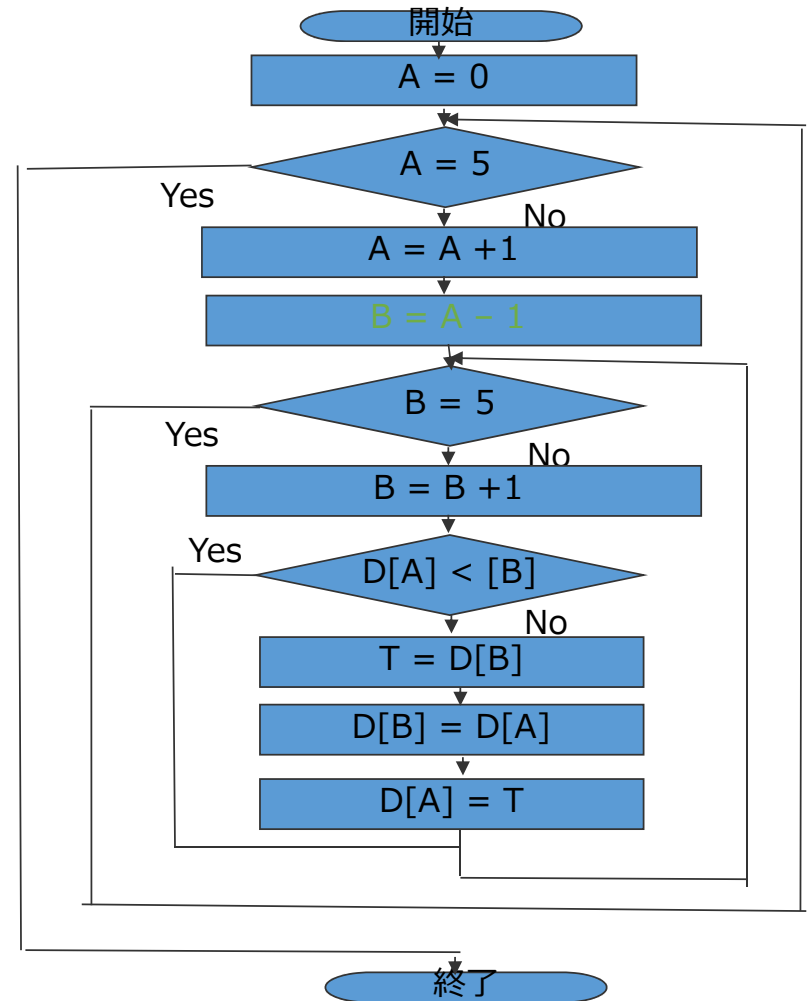 開始
A = 0
A = 5
Yes
No
A = A +1
B = A – 1
B = 5
Yes
No
B = B +1
Yes
D[A] < [B]
No
T = D[B]
D[B] = D[A]
D[A] = T
終了